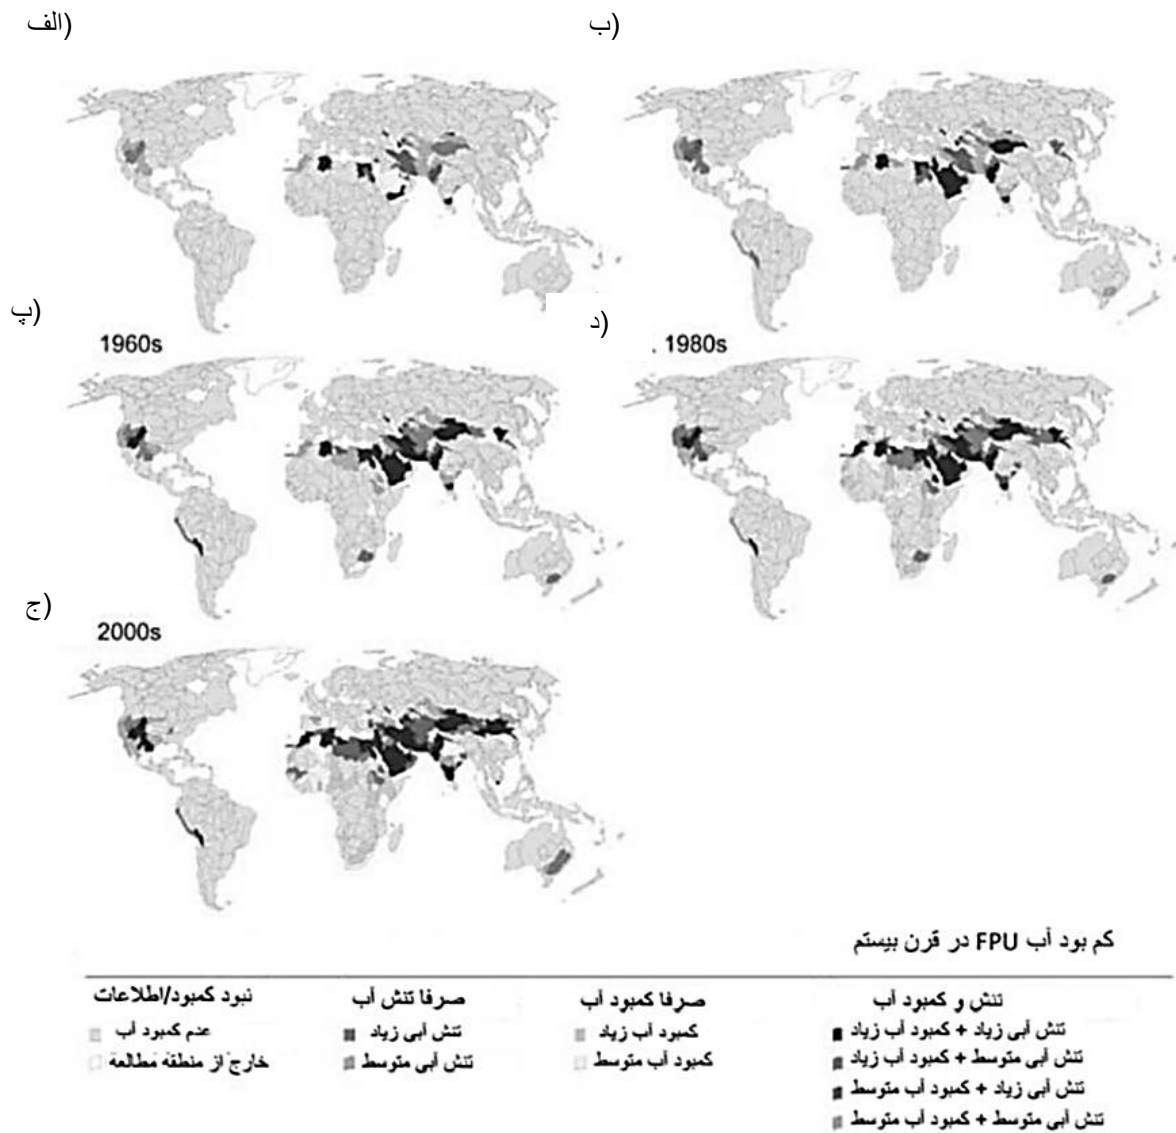 الف)
ب)
پ)
1960s
د)
1980s
ج)
2000s
کم بود آب FPU در قرن بیستم
تنش و کمبود آب
تنش آبی زیاد + کمبود آب زیاد
تنش آبی متوسط + کمبود آب زیاد
تنش آبی زیاد + کمبود آب متوسط
تنش آبی متوسط + کمبود آب متوسط
صرفا کمبود آب
کمبود آب زیاد
کمبود آب متوسط
صرفا تنش آب
تنش آبی زیاد
تنش آبی متوسط
نبود کمبود/اطلاعات
عدم کمبود آب
خارج از منطقه مطالعه